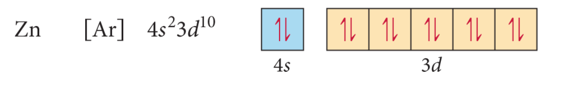 Zn [Ar] 4s²3d¹⁰ ⥮ ⥮ ⥮ ⥮ ⥮ ⥮
4s 3d